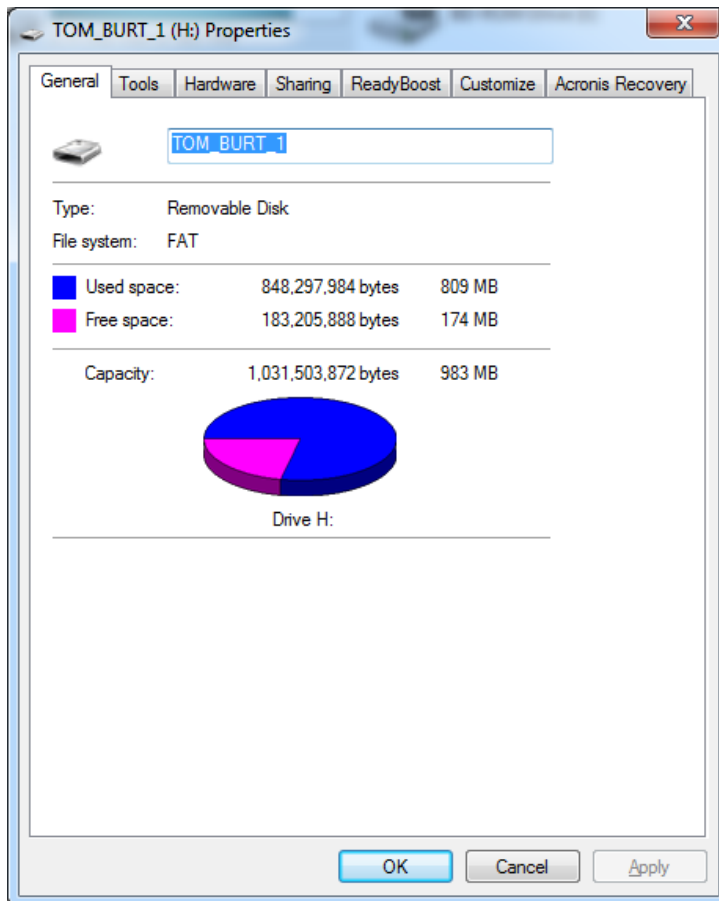 TOM_BURT_1 (H:) Properties
General Tools Hardware Sharing ReadyBoost Customize Acronis Recovery
TOM_BURT_1
Type: Removable Disk
File system: FAT
Used space: 848,297,984 bytes 809 MB
Free space: 183,205,888 bytes 174 MB
Capacity: 1,031,503,872 bytes 983 MB
Drive H:
OK Cancel Apply